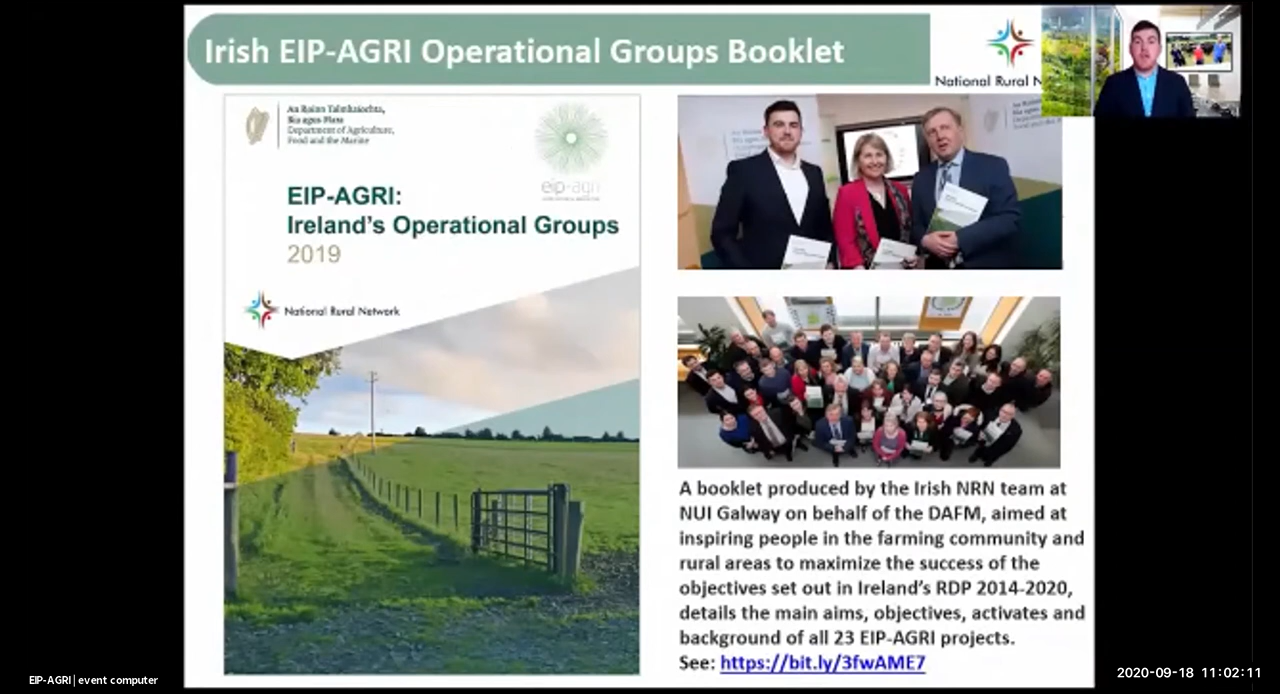 Irish EIP-AGRI Operational Groups Booklet
National Rural N
An Roinn Talmhaíochta,
Bia agus Mara
Department of Agriculture,
Food and the Marine
eip-agri
EIP-AGRI:
Ireland's Operational Groups
2019
National Rural Network
A booklet produced by the Irish NRN team at
NUI Galway on behalf of the DAFM, aimed at
inspiring people in the farming community and
rural areas to maximize the success of the
objectives set out in Ireland's RDP 2014-2020,
details the main aims, objectives, activates and
background of all 23 EIP-AGRI projects.
See: https://bit.ly/3fwAME7
EIP-AGRI | event computer
2020-09-18 11:02:11